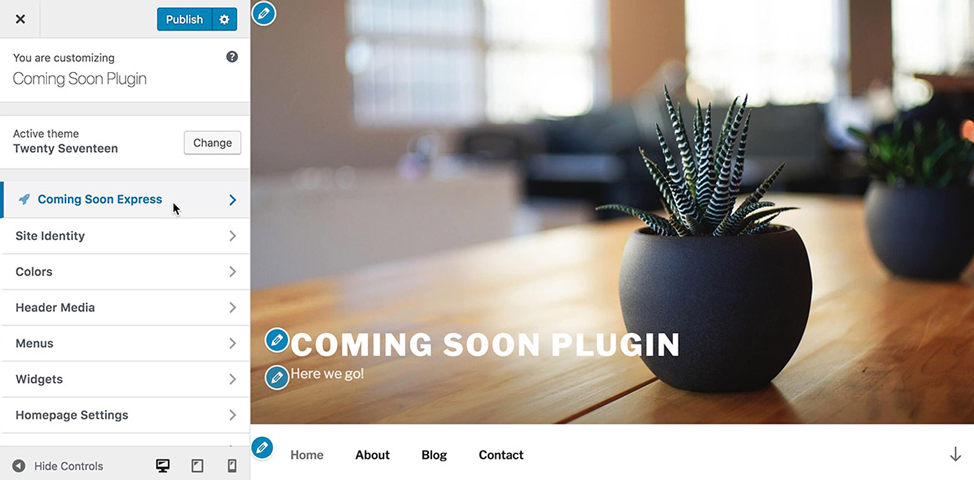 Publish
You are customizing
Coming Soon Plugin
Active theme
Twenty Seventeen
Change
Coming Soon Express
Site Identity
Colors
Header Media
Menus
Widgets
Homepage Settings
Hide Controls
COMING SOON PLUGIN
Here we go!
Home About Blog Contact